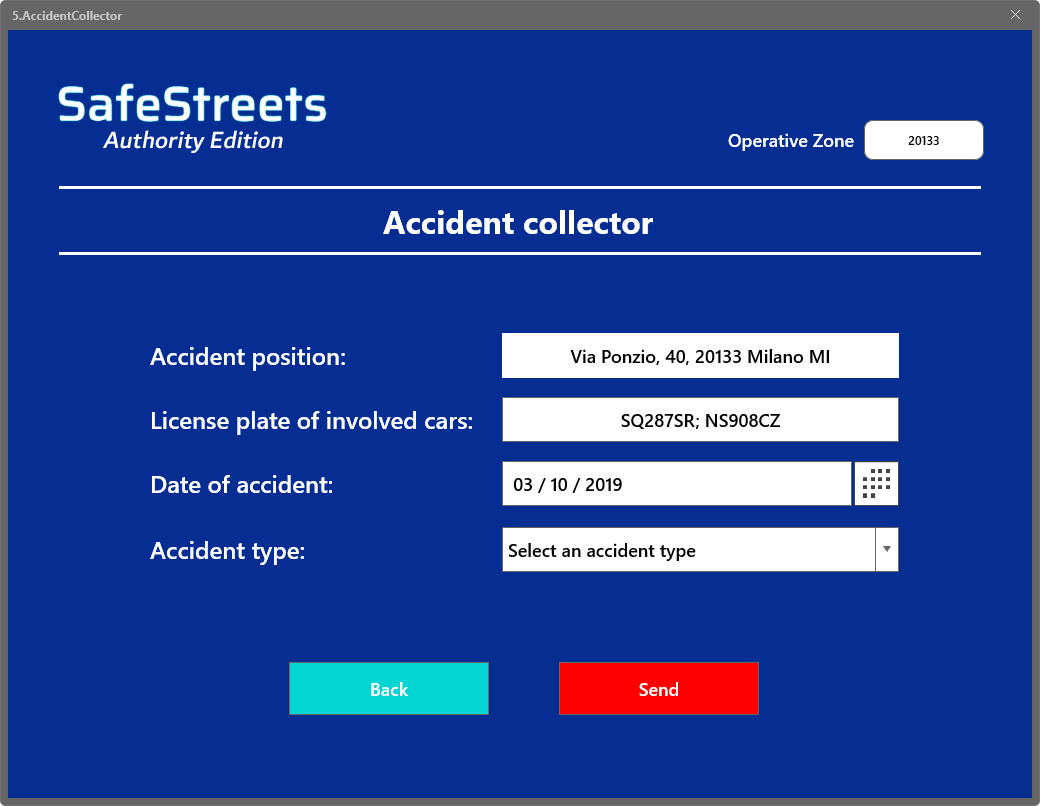 5.AccidentCollector
SafeStreets
Authority Edition
Operative Zone 20133
Accident collector
Accident position: Via Ponzio, 40, 20133 Milano MI
License plate of involved cars: SQ287SR; NS908CZ
Date of accident: 03 / 10 / 2019
Accident type: Select an accident type
Back Send